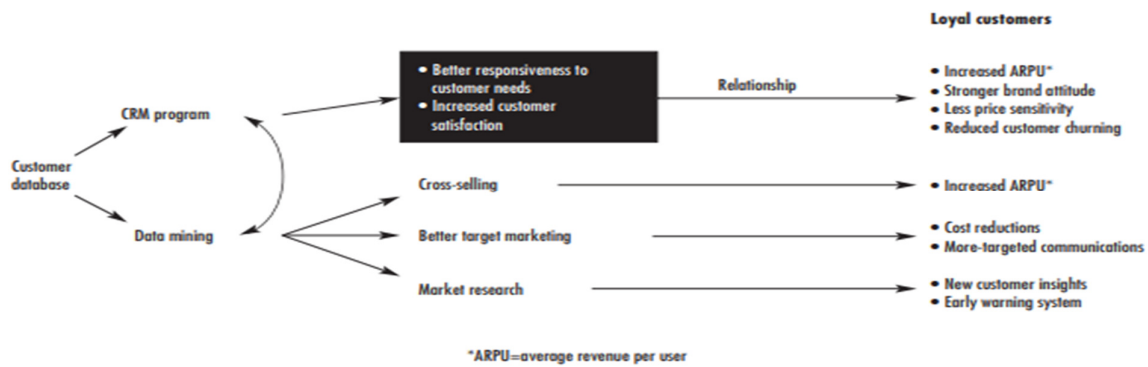 Loyal customers
• Better responsiveness to
customer needs
• Increased customer
satisfaction
Relationship
• Increased ARPU*
• Stronger brand attitude
• Less price sensitivity
• Reduced customer churning
CRM program
Customer
database
Cross-selling
• Increased ARPU*
Data mining
Better target marketing
• Cost reductions
• More-targeted communications
Market research
• New customer insights
• Early warning system
*ARPU=average revenue per user